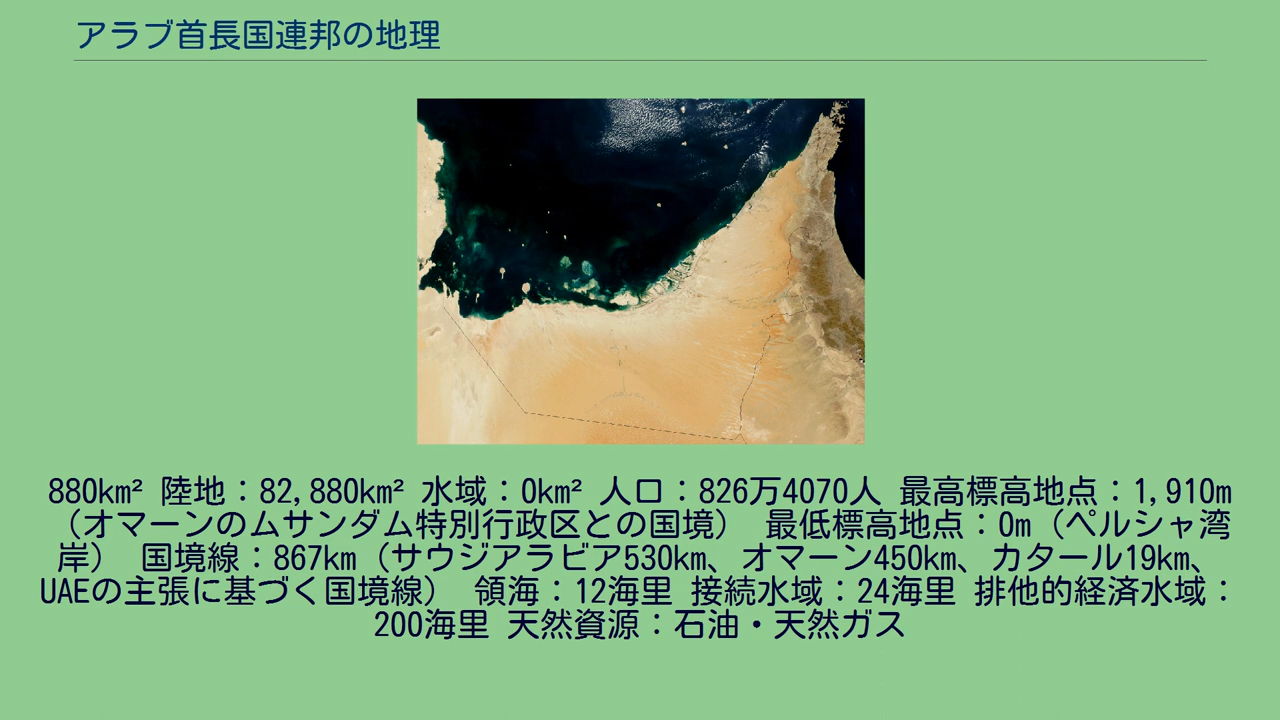 アラブ首長国連邦の地理
880km² 陸地：82,880km² 水域：0km² 人口：826万4070人 最高標高地点：1,910m
（オマーンのムサンダム特別行政区との国境） 最低標高地点：0m（ペルシャ湾
岸） 国境線：867km（サウジアラビア530km、オマーン450km、カタール19km、
UAEの主張に基づく国境線） 領海：12海里 接続水域：24海里 排他的経済水域：
200海里 天然資源：石油・天然ガス